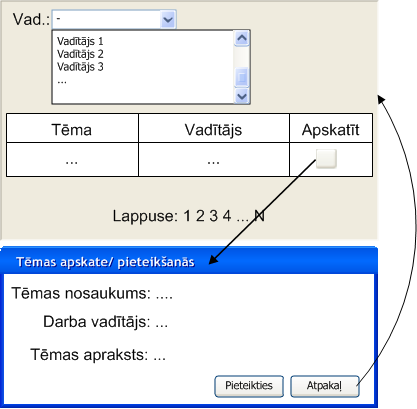 Vad.: -
Vadītājs 1
Vadītājs 2
Vadītājs 3
...
Tēma Vadītājs Apskatīt
... ...
Lappuse: 1 2 3 4 ... N
Tēmas apskate/ pieteikšanās
Tēmas nosaukums: ....
Darba vadītājs: ...
Tēmas apraksts: ...
Pieteikties Atpakaļ